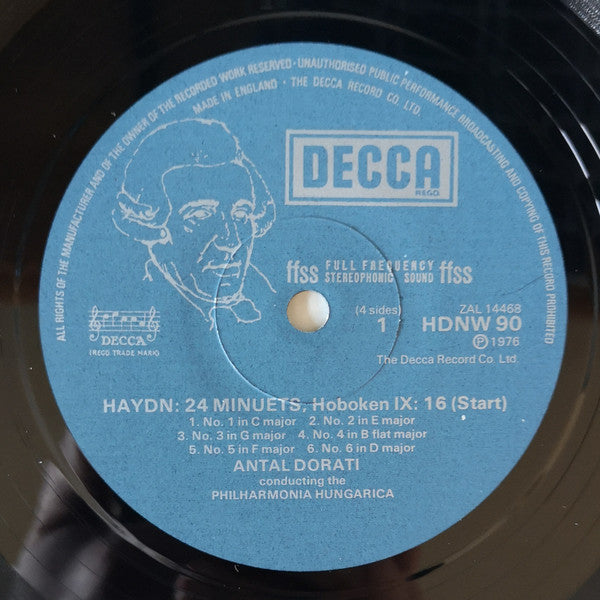 ALL RIGHTS OF THE MANUFACTURER AND OF THE OWNER OF THE RECORDED WORK RESERVED · UNAUTHORISED PUBLIC PERFORMANCE BROADCASTING AND COPYING OF THIS RECORD PROHIBITED
MADE IN ENGLAND · THE DECCA RECORD CO. LTD.
DECCA
REGD
ffss FULL FREQUENCY STEREOPHONIC SOUND ffss
DECCA
(REGD TRADE MARK)
(4 sides)
1
ZAL 14468
HDNW 90
℗ 1976
The Decca Record Co. Ltd.
HAYDN: 24 MINUETS, Hoboken IX: 16 (Start)
1. No. 1 in C major 2. No. 2 in E major
3. No. 3 in G major 4. No. 4 in B flat major
5. No. 5 in F major 6. No. 6 in D major
ANTAL DORATI
conducting the
PHILHARMONIA HUNGARICA